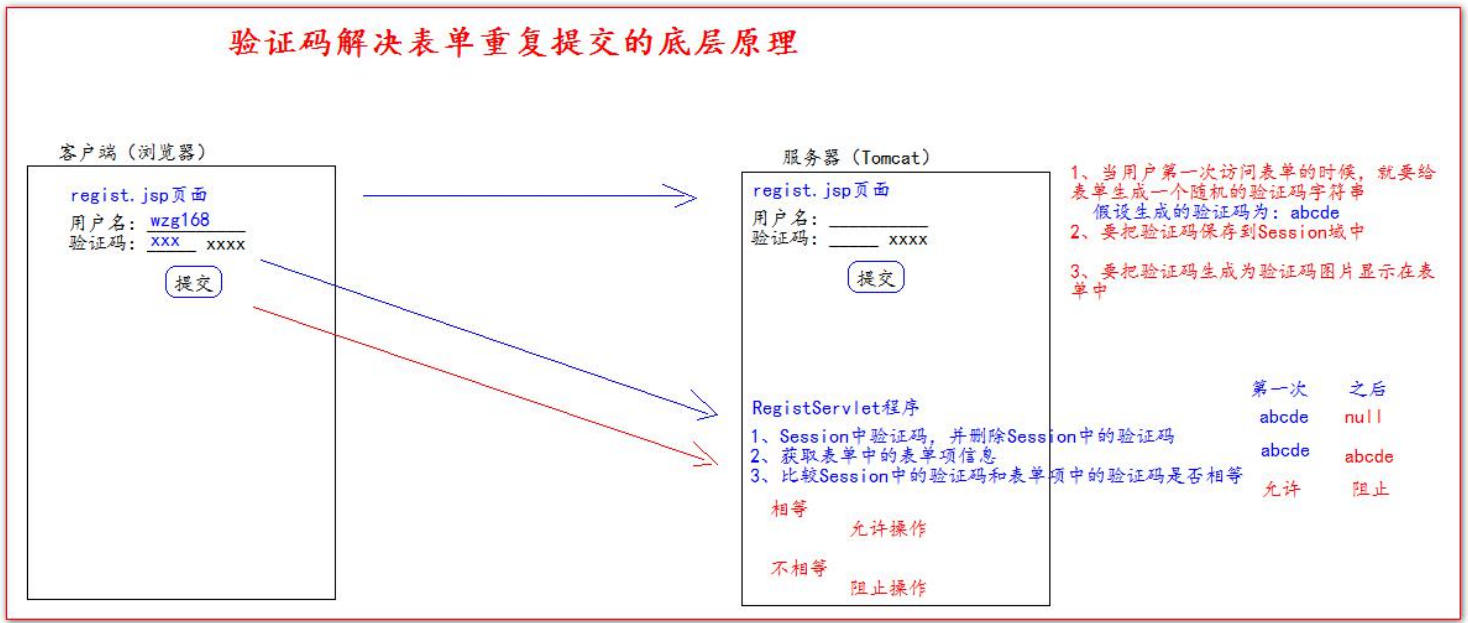 验证码解决表单重复提交的底层原理
客户端（浏览器）
regist.jsp页面
用户名: wzg168
验证码: xxx xxxx
提交
服务器（Tomcat）
regist.jsp页面
用户名: __________
验证码: _____ xxxx
提交
1、当用户第一次访问表单的时候，就要给
表单生成一个随机的验证码字符串
假设生成的验证码为: abcde
2、要把验证码保存到Session域中
3、要把验证码生成为验证码图片显示在表
单中
RegistServlet程序
1、Session中验证码，并删除Session中的验证码
2、获取表单中的表单项信息
3、比较Session中的验证码和表单项中的验证码是否相等
相等
允许操作
不相等
阻止操作
第一次 之后
abcde null
abcde abcde
允许 阻止